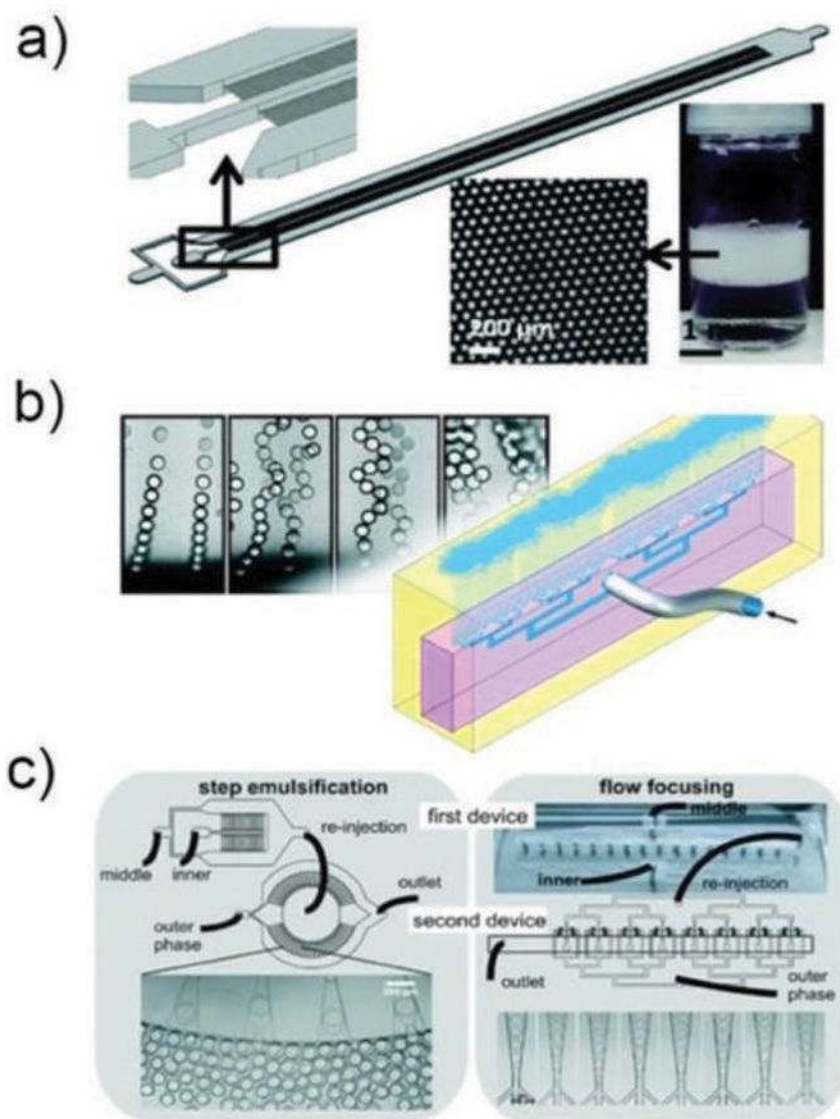 a)
200 µm
1
b)
c)
step emulsification
middle
inner
re-injection
outer
phase
outlet
first device
second device
flow focusing
middle
inner
re-injection
outlet
outer
phase